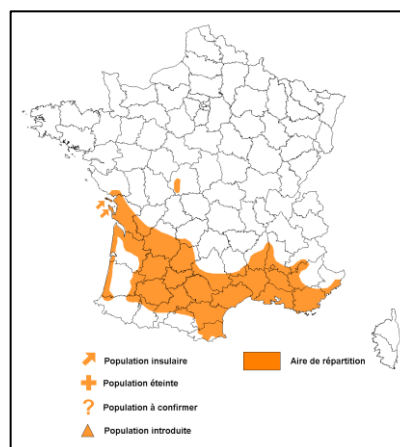 Population insulaire
Aire de répartition
Population éteinte
Population à confirmer
Population introduite